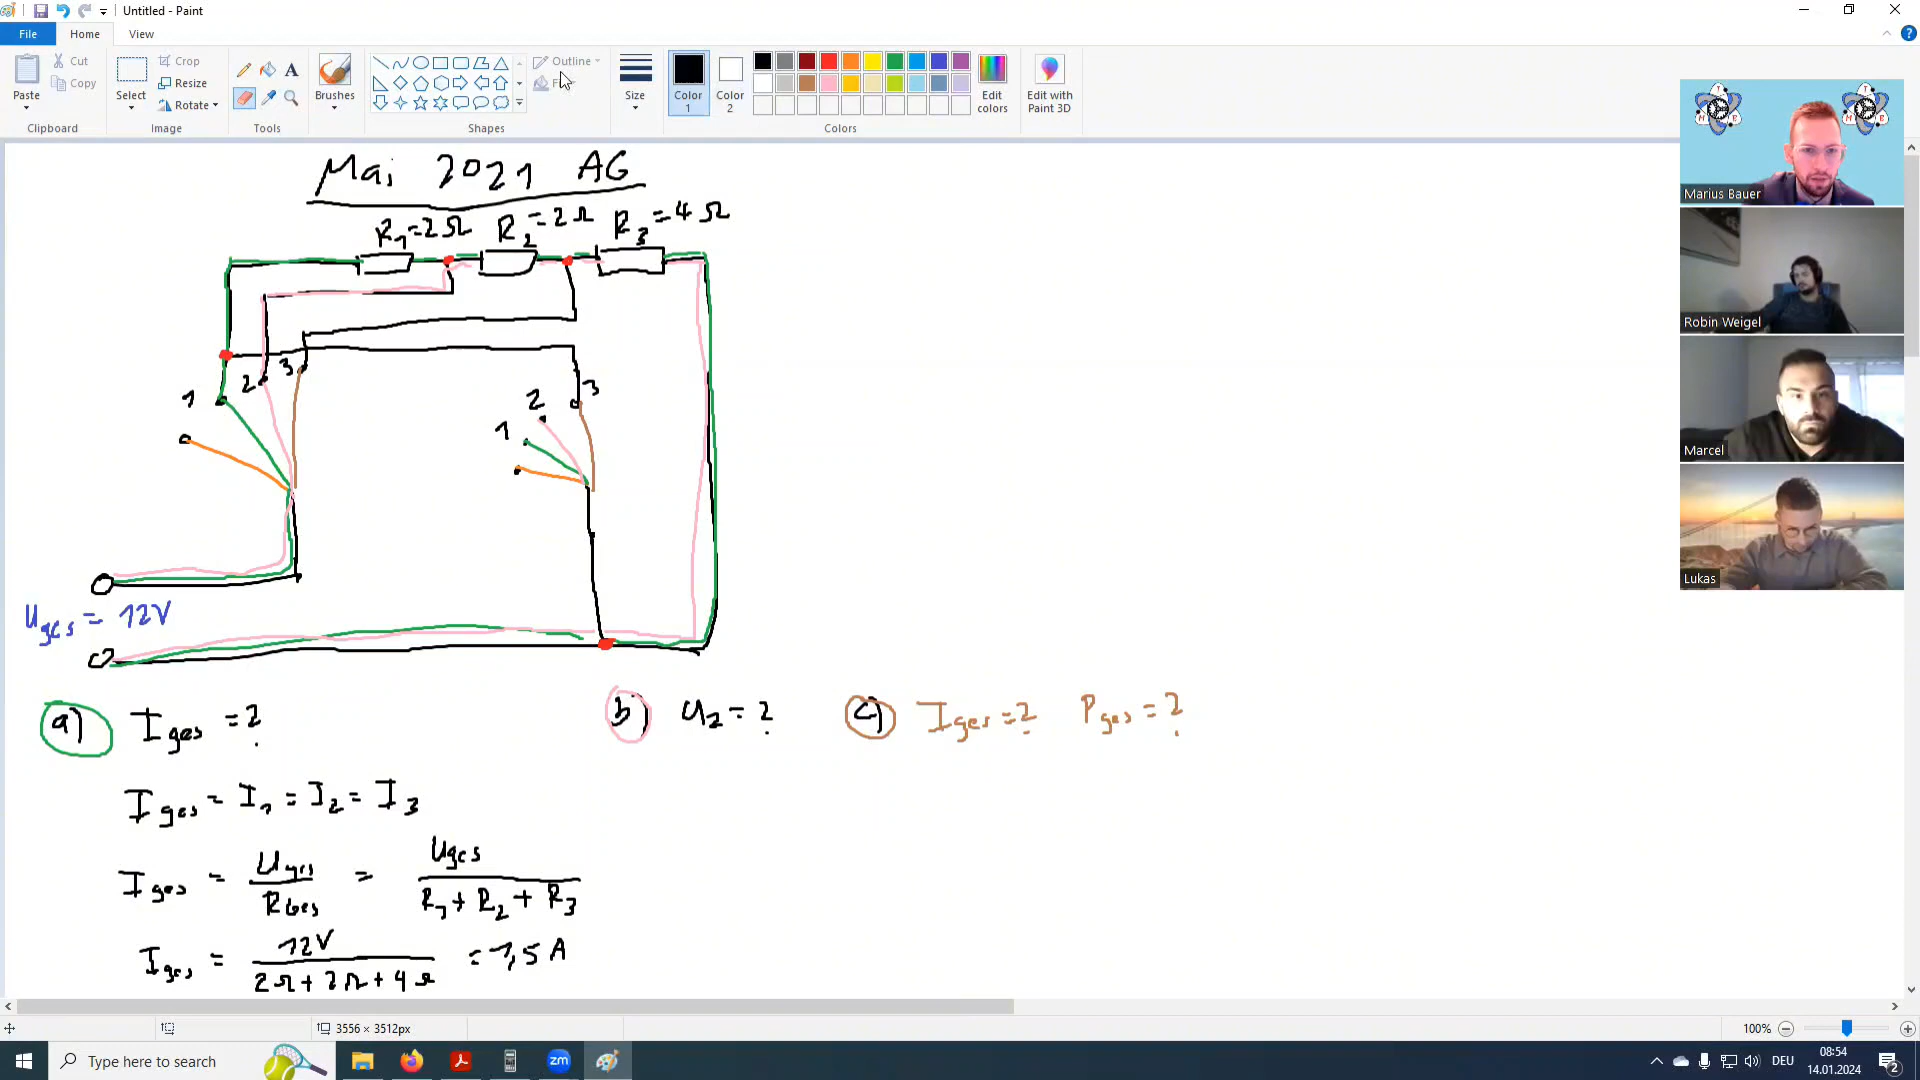 Untitled - Paint
File Home View
Paste Cut Copy
Clipboard
Select Crop Resize Rotate
Image
Tools
Brushes
Outline
Shapes
Size
Color 1
Color 2
Edit colors
Edit with Paint 3D
Colors
Marius Bauer
Robin Weigel
Marcel
Lukas
Mai 2021 AG
R1=2Ω R2=2Ω R3=4Ω
1 2 3
1 2 3
Uges = 12V
a) Iges = ?
b) U2 = ?
c) Iges = ? Pges = ?
Iges = I1 = I2 = I3
Iges = Uges / Rges = Uges / R1 + R2 + R3
Iges = 12V / 2Ω + 2Ω + 4Ω = 1,5 A
3556 × 3512px
100%
Type here to search
zm
DEU
08:54
14.01.2024
2